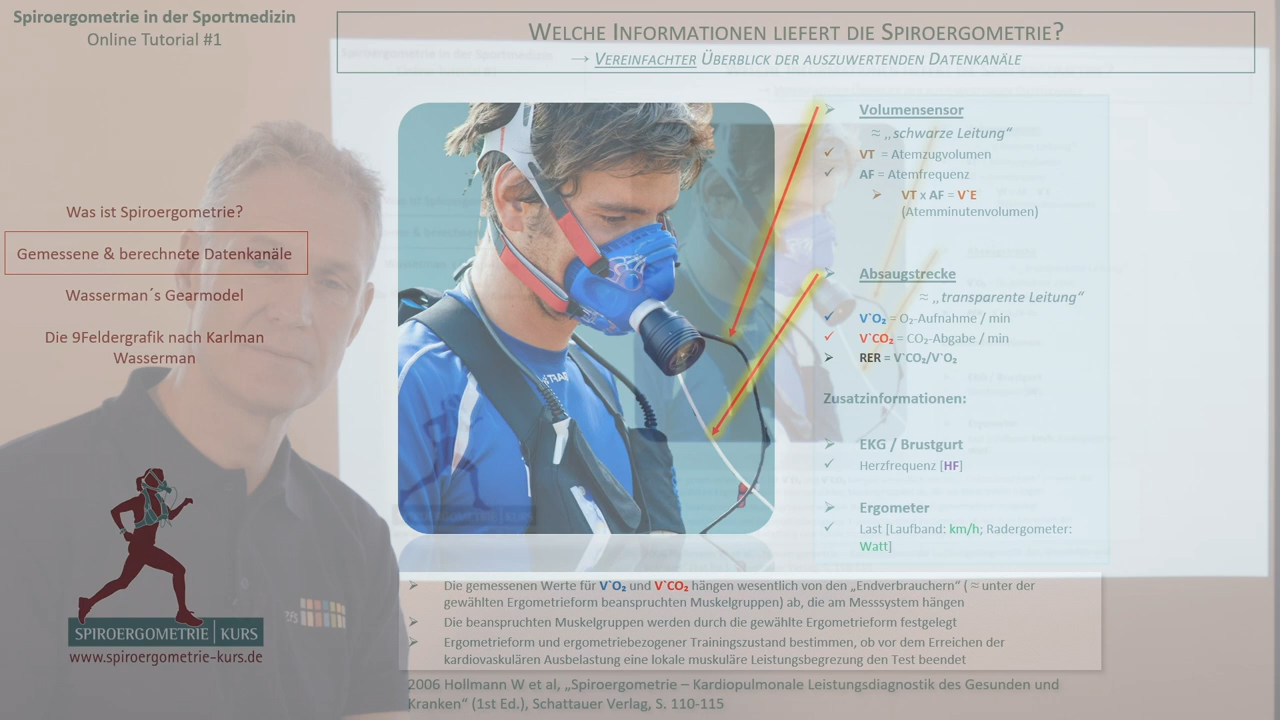 Spiroergometrie in der Sportmedizin
Online Tutorial #1
WELCHE INFORMATIONEN LIEFERT DIE SPIROERGOMETRIE?
→ VEREINFACHTER ÜBERBLICK DER AUSZUWERTENDEN DATENKANÄLE
Was ist Spiroergometrie?
Gemessene & berechnete Datenkanäle
Wasserman´s Gearmodel
Die 9Feldergrafik nach Karlman
Wasserman
SPIROERGOMETRIE KURS
www.spiroergometrie-kurs.de
Volumensensor
≈ „schwarze Leitung“
VT = Atemzugvolumen
AF = Atemfrequenz
VT x AF = V`E
(Atemminutenvolumen)
Absaugstrecke
≈ „transparente Leitung“
V`O₂ = O₂-Aufnahme / min
V`CO₂ = CO₂-Abgabe / min
RER = V`CO₂/V`O₂
Zusatzinformationen:
EKG / Brustgurt
Herzfrequenz [HF]
Ergometer
Last [Laufband: km/h; Radergometer:
Watt]
Die gemessenen Werte für V`O₂ und V`CO₂ hängen wesentlich von den „Endverbrauchern“ ( ≈ unter der
gewählten Ergometrieform beanspruchten Muskelgruppen) ab, die am Messsystem hängen
Die beanspruchten Muskelgruppen werden durch die gewählte Ergometrieform festgelegt
Ergometrieform und ergometriebezogener Trainingszustand bestimmen, ob vor dem Erreichen der
kardiovaskulären Ausbelastung eine lokale muskuläre Leistungsbegrezung den Test beendet
2006 Hollmann W et al, „Spiroergometrie – Kardiopulmonale Leistungsdiagnostik des Gesunden und
Kranken“ (1st Ed.), Schattauer Verlag, S. 110-115